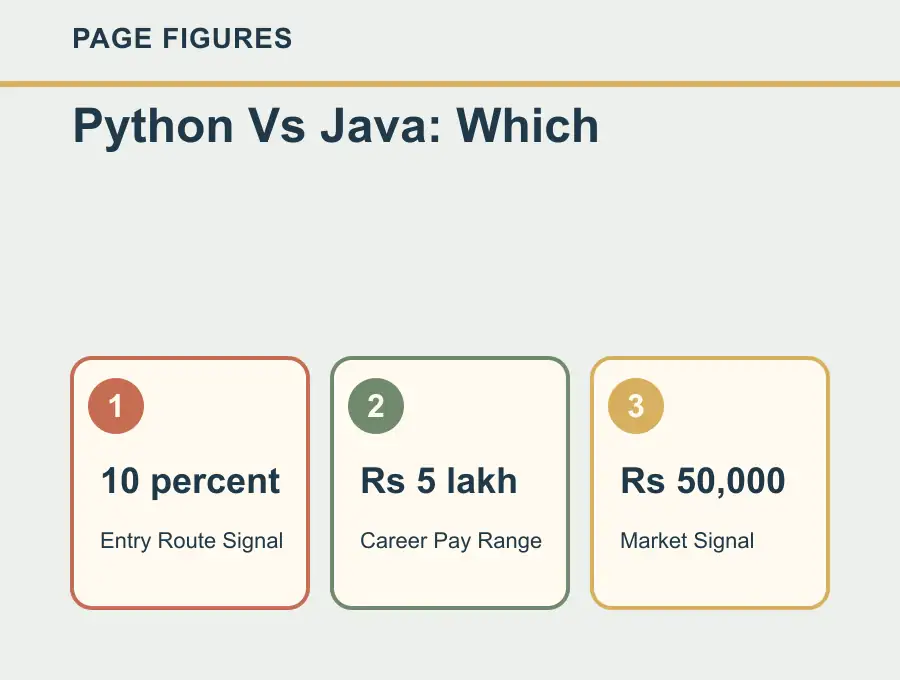 PAGE FIGURES
Python Vs Java: Which
1
10 percent
Entry Route Signal
2
Rs 5 lakh
Career Pay Range
3
Rs 50,000
Market Signal